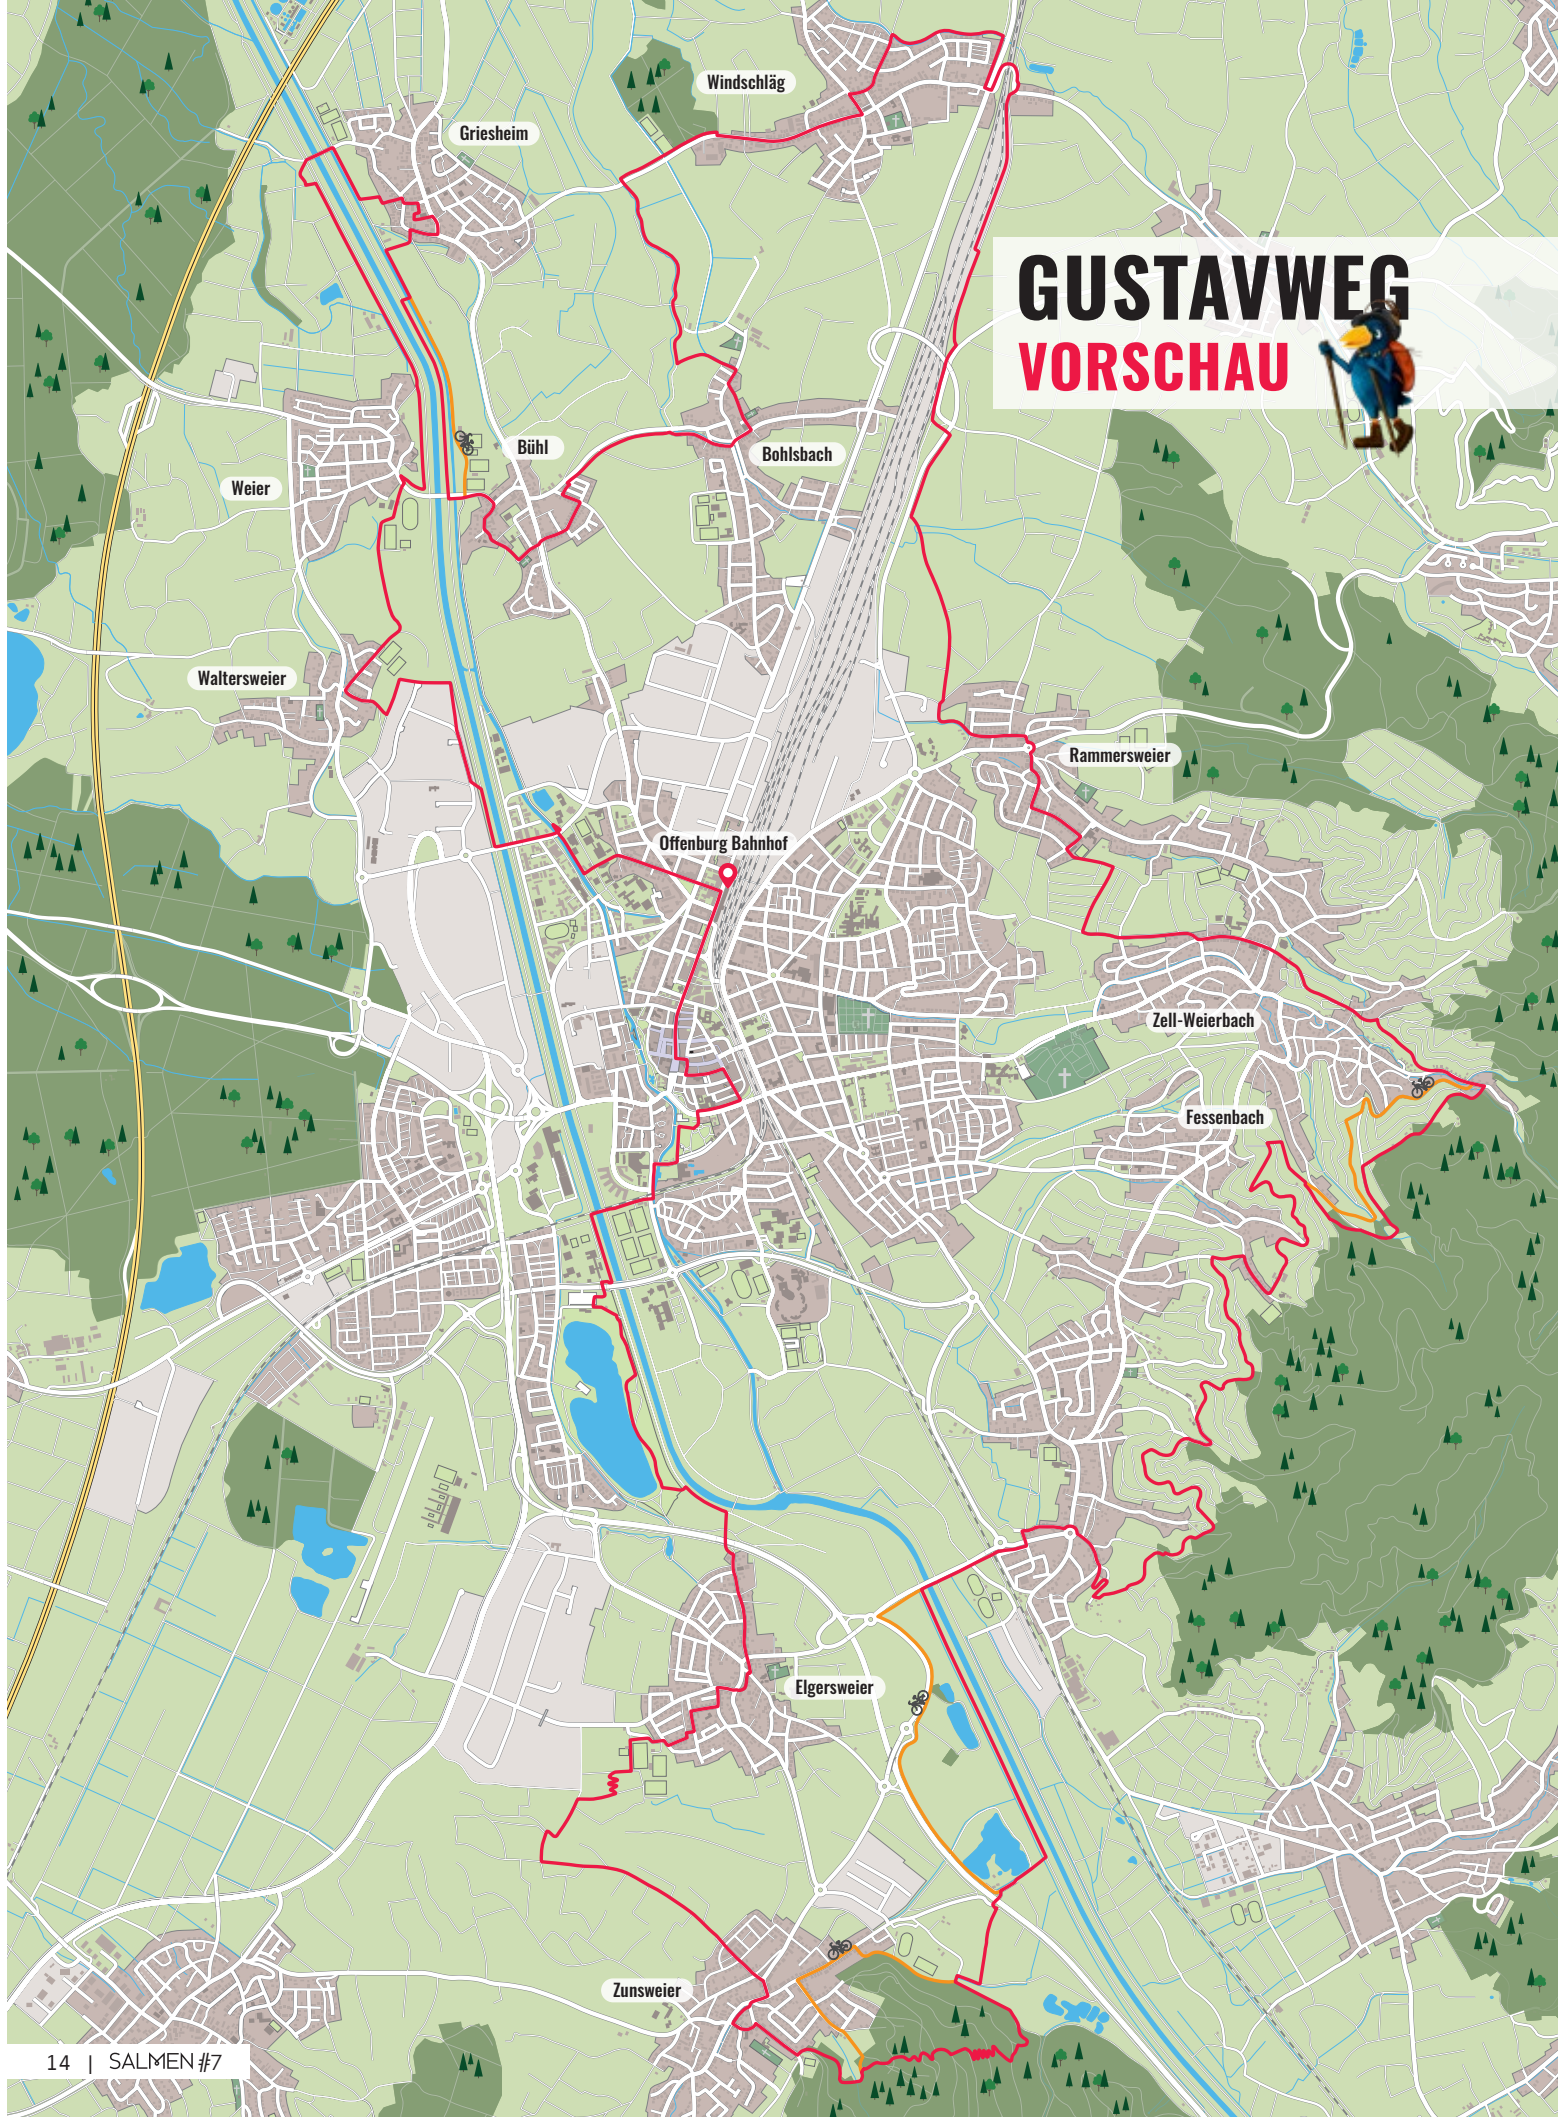 Windschläg
Griesheim
GUSTAVWEG
VORSCHAU
Bühl
Bohlsbach
Weier
Waltersweier
Rammersweier
Offenburg Bahnhof
Zell-Weierbach
Fessenbach
Elgersweier
Zunsweier
14 | SALMEN #7